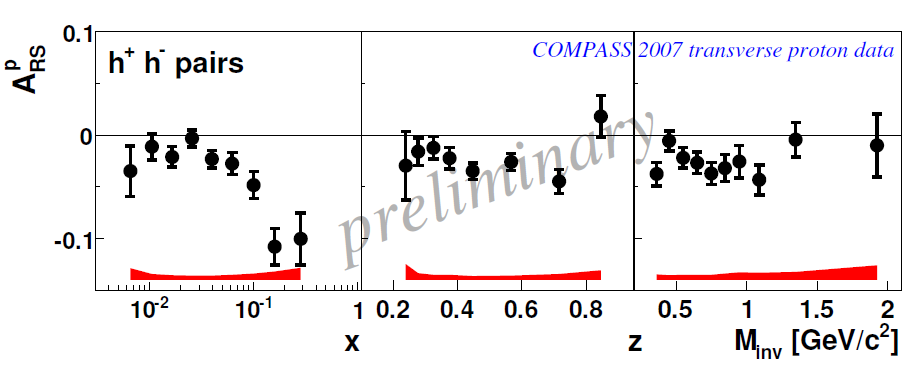 0.1
A^p_RS
h⁺ h⁻ pairs
COMPASS 2007 transverse proton data
0
preliminary
-0.1
10⁻² 10⁻¹ 1 0.2 0.4 0.6 0.8 0.5 1 1.5 2
x z M_inv [GeV/c²]